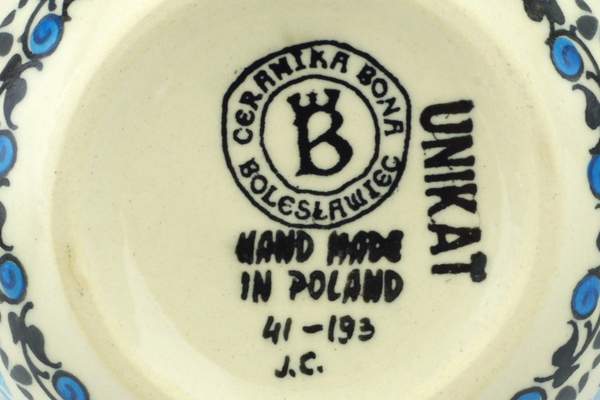 CERAMIKA BONA
B
BOLESŁAWIEC
UNIKAT
HAND MADE
IN POLAND
41-193
J.C.